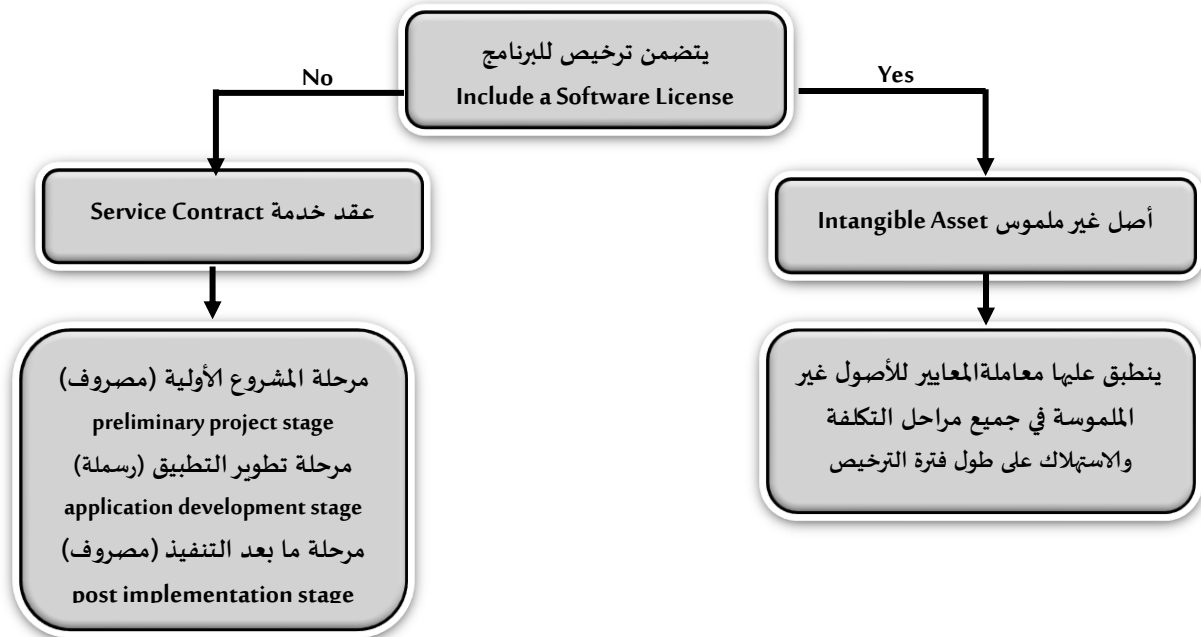 يتضمن ترخيص للبرنامج
Include a Software License
No
Yes
عقد خدمة Service Contract
أصل غير ملموس Intangible Asset
مرحلة المشروع الأولية (مصروف)
preliminary project stage
مرحلة تطوير التطبيق (رسملة)
application development stage
مرحلة ما بعد التنفيذ (مصروف)
post implementation stage
ينطبق عليها معاملةالمعايير للأصول غير
الملموسة في جميع مراحل التكلفة
والاستهلاك على طول فترة الترخيص